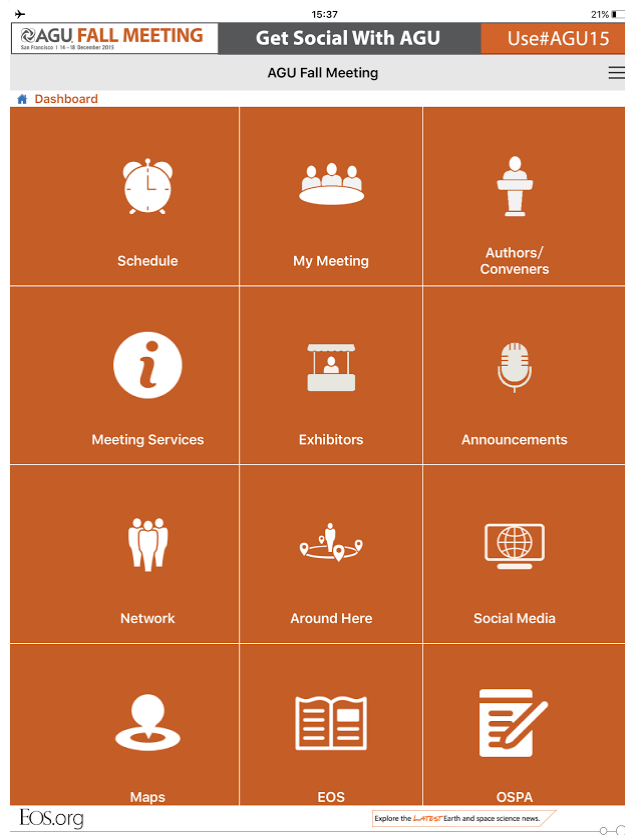 15:37
21%
AGU FALL MEETING
San Francisco | 14 – 18 December 2015
Get Social With AGU
Use#AGU15
AGU Fall Meeting
Dashboard
Schedule
My Meeting
Authors/
Conveners
Meeting Services
Exhibitors
Announcements
Network
Around Here
Social Media
Maps
EOS
OSPA
EOS.org
Explore the LATEST Earth and space science news.